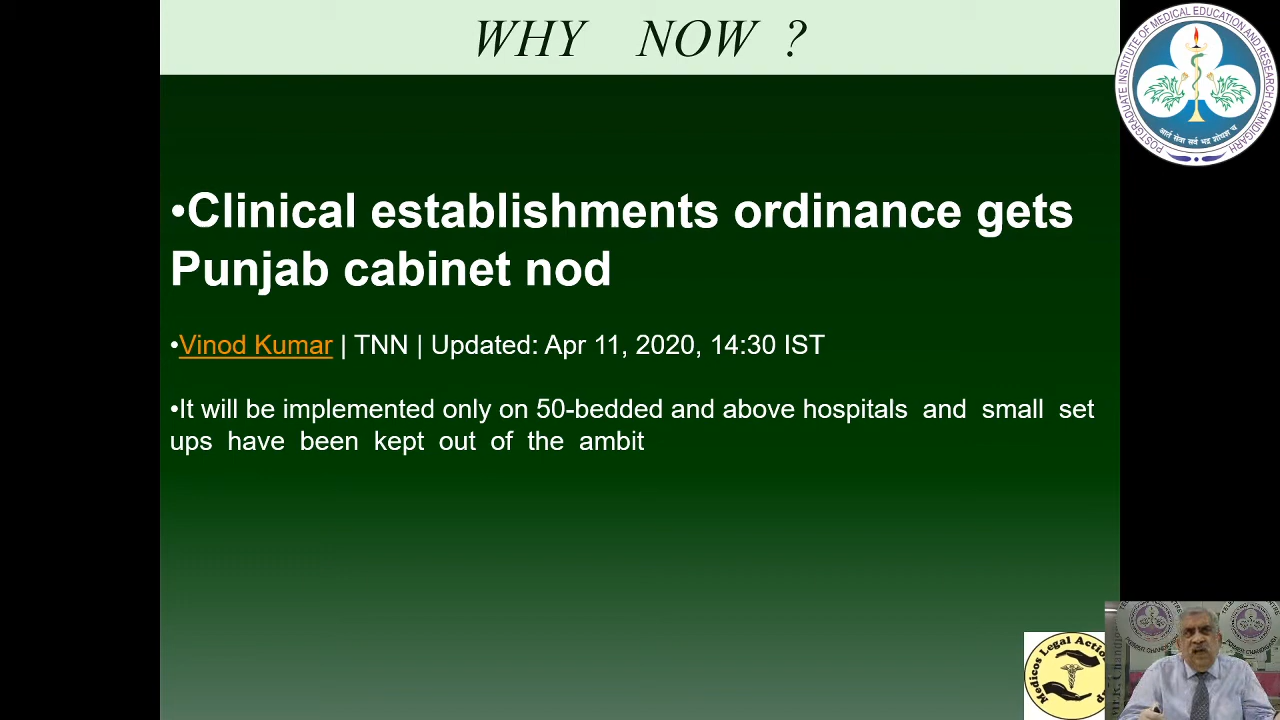 WHY NOW ?
•Clinical establishments ordinance gets
Punjab cabinet nod
•Vinod Kumar | TNN | Updated: Apr 11, 2020, 14:30 IST
•It will be implemented only on 50-bedded and above hospitals and small set
ups have been kept out of the ambit
POSTGRADUATE INSTITUTE OF MEDICAL EDUCATION AND RESEARCH CHANDIGARH
Medicos Legal Action